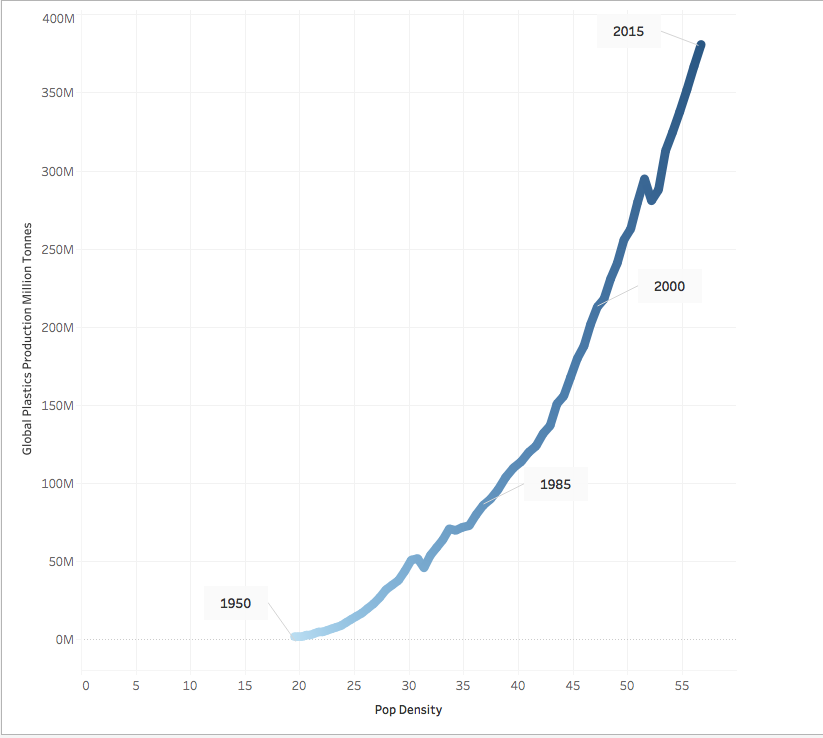 400M
2015
350M
300M
2000
250M
200M
150M
1985
100M
50M
1950
0M
Global Plastics Production Million Tonnes
0 5 10 15 20 25 30 35 40 45 50 55
Pop Density